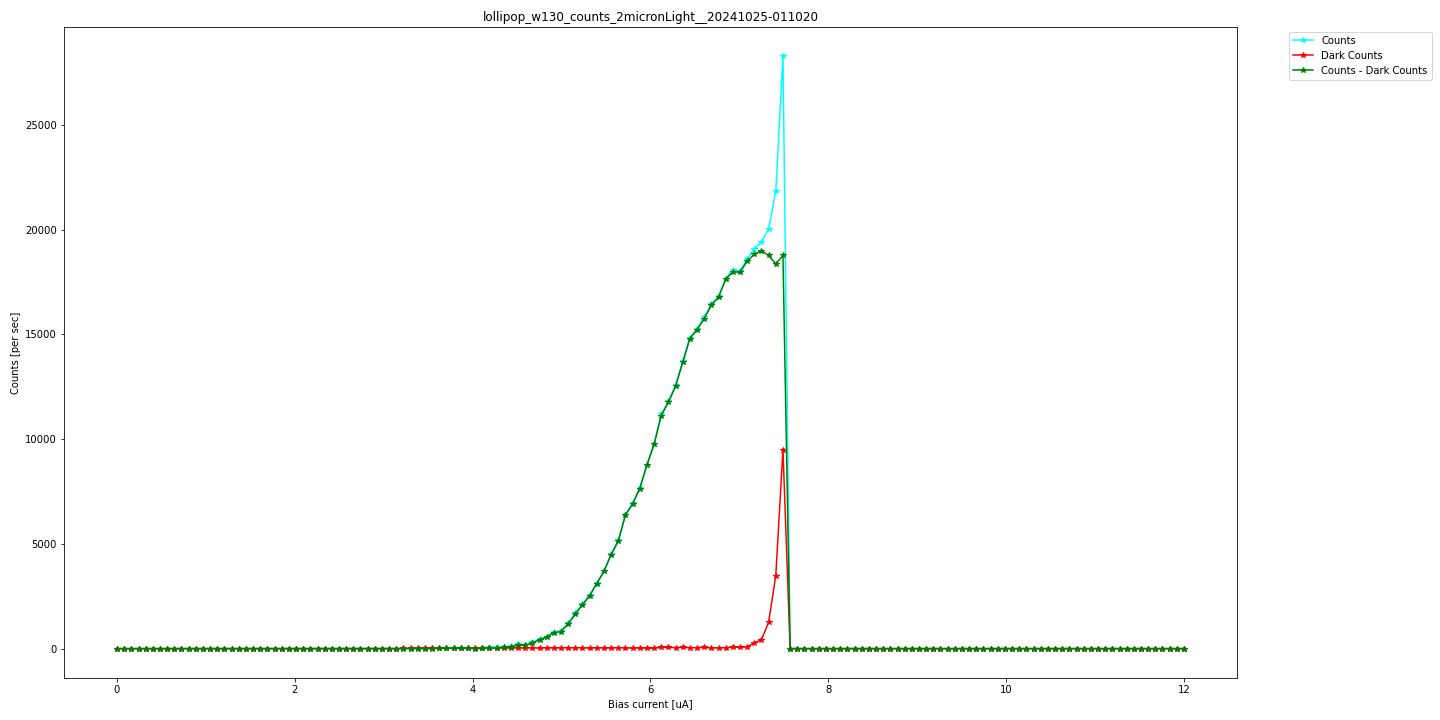 lollipop_w130_counts_2micronLight__20241025-011020
Counts
Dark Counts
Counts - Dark Counts
25000
20000
15000
10000
5000
0
Counts [per sec]
0 2 4 6 8 10 12
Bias current [uA]